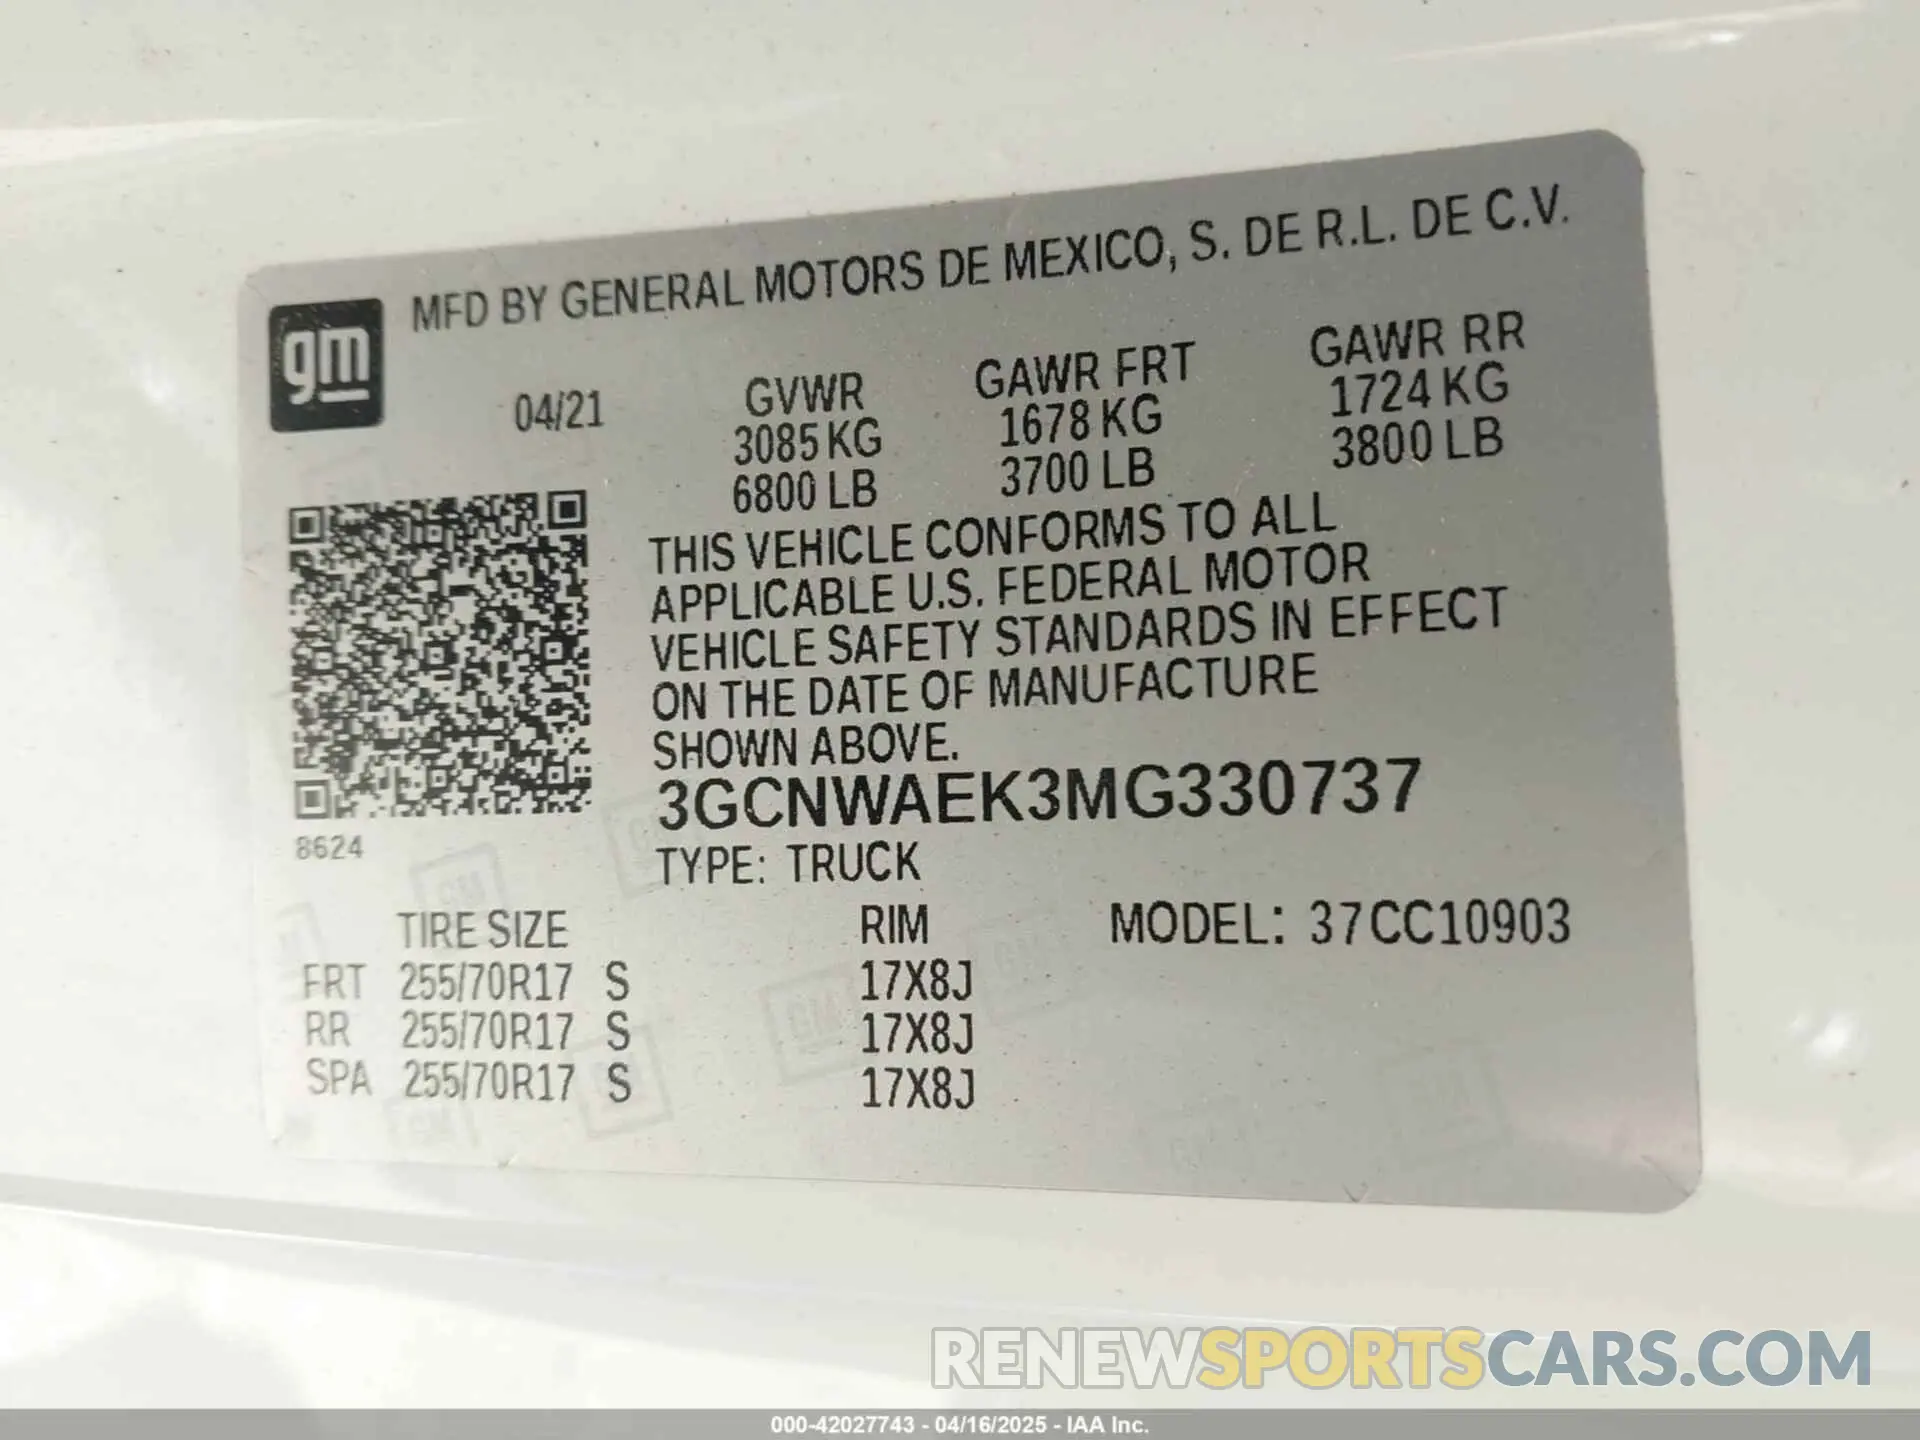 gm
MFD BY GENERAL MOTORS DE MEXICO, S. DE R.L. DE C.V.
04/21
GVWR
3085 KG
6800 LB
GAWR FRT
1678 KG
3700 LB
GAWR RR
1724 KG
3800 LB
THIS VEHICLE CONFORMS TO ALL
APPLICABLE U.S. FEDERAL MOTOR
VEHICLE SAFETY STANDARDS IN EFFECT
ON THE DATE OF MANUFACTURE
SHOWN ABOVE.
3GCNWAEK3MG330737
8624
TYPE: TRUCK
TIRE SIZE RIM MODEL: 37CC10903
FRT 255/70R17 S 17X8J
RR 255/70R17 S 17X8J
SPA 255/70R17 S 17X8J
RENEWSPORTSCARS.COM
000-42027743 - 04/16/2025 - IAA Inc.